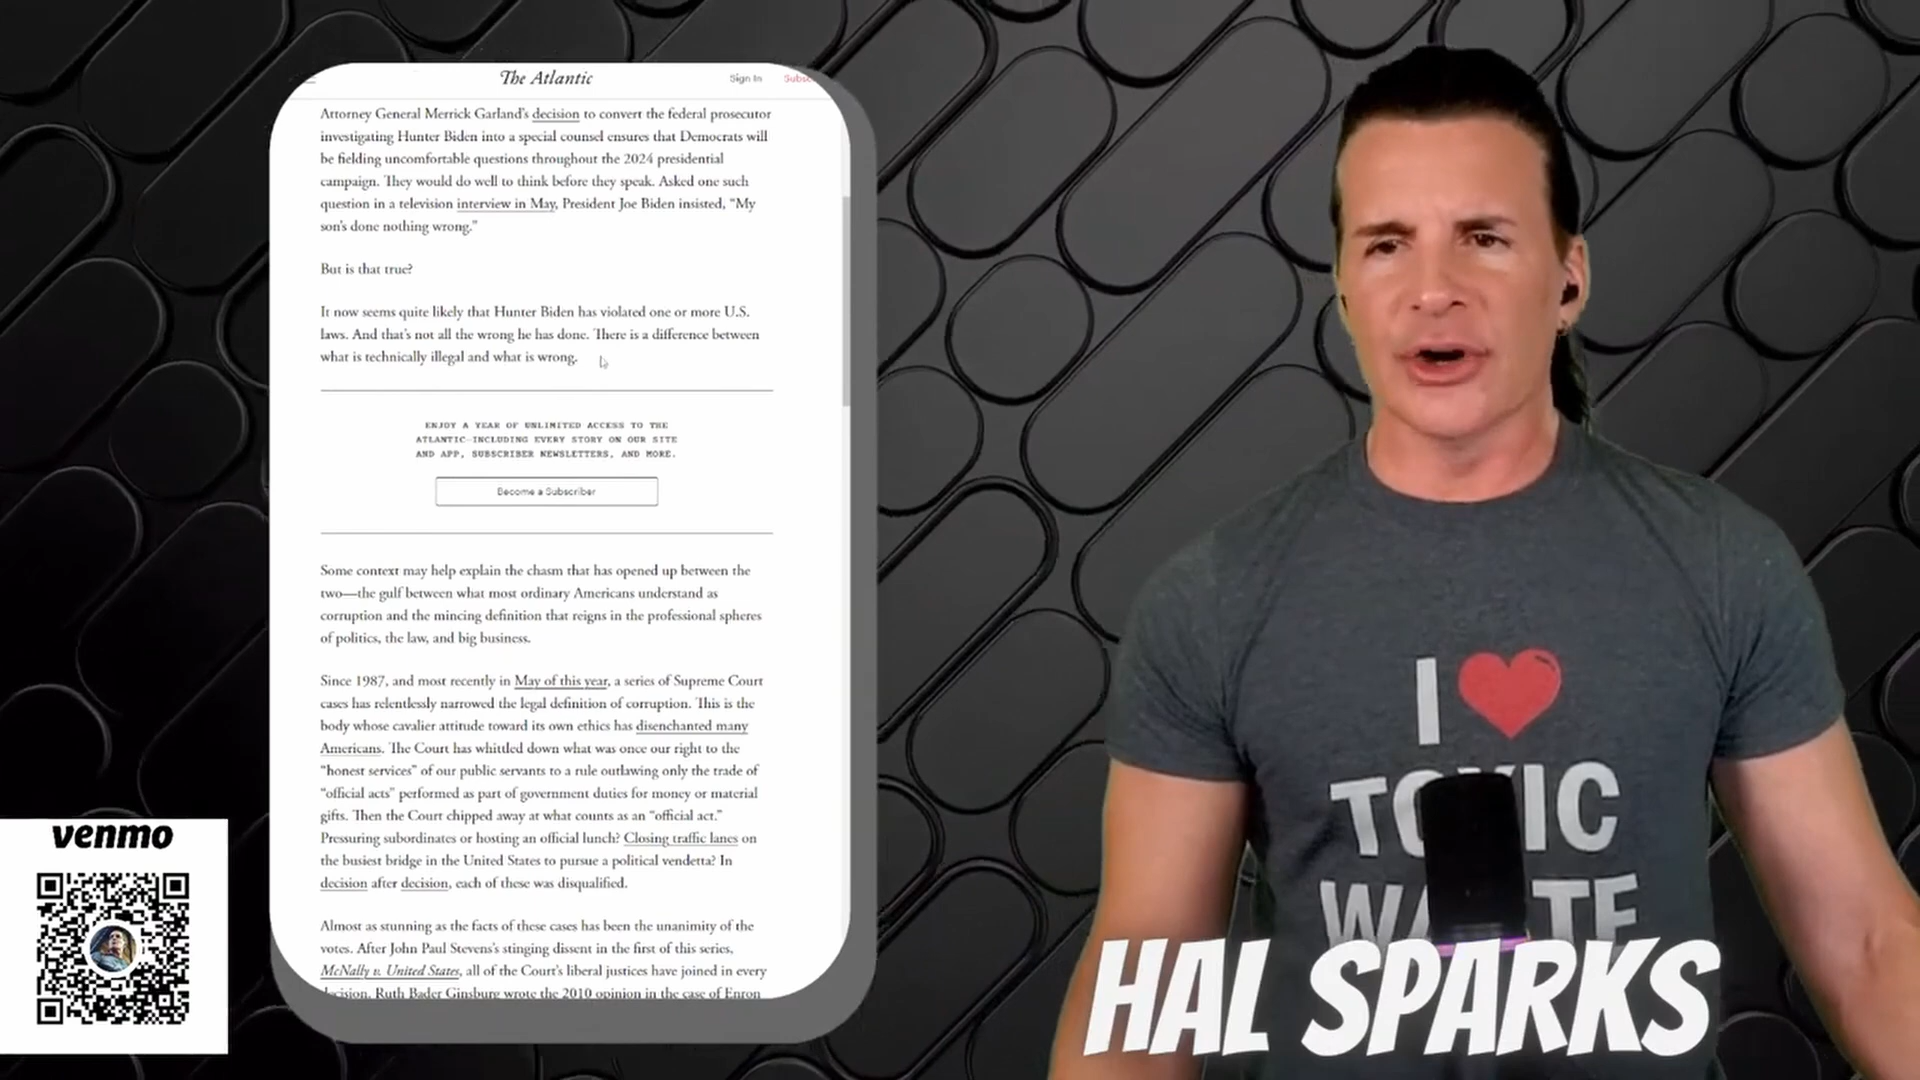 The Atlantic
Sign In
Attorney General Merrick Garland's decision to convert the federal prosecutor
investigating Hunter Biden into a special counsel ensures that Democrats will
be fielding uncomfortable questions throughout the 2024 presidential
campaign. They would do well to think before they speak. Asked one such
question in a television interview in May, President Joe Biden insisted, “My
son's done nothing wrong.”
But is that true?
It now seems quite likely that Hunter Biden has violated one or more U.S.
laws. And that's not all the wrong he has done. There is a difference between
what is technically illegal and what is wrong.
ENJOY A YEAR OF UNLIMITED ACCESS TO THE
ATLANTIC—INCLUDING EVERY STORY ON OUR SITE
AND APP, SUBSCRIBER NEWSLETTERS, AND MORE.
Become a Subscriber
Some context may help explain the chasm that has opened up between the
two—the gulf between what most ordinary Americans understand as
corruption and the mincing definition that reigns in the professional spheres
of politics, the law, and big business.
Since 1987, and most recently in May of this year, a series of Supreme Court
cases has relentlessly narrowed the legal definition of corruption. This is the
body whose cavalier attitude toward its own ethics has disenchanted many
Americans. The Court has whittled down what was once our right to the
“honest services” of our public servants to a rule outlawing only the trade of
“official acts” performed as part of government duties for money or material
gifts. Then the Court chipped away at what counts as an “official act.”
Pressuring subordinates or hosting an official lunch? Closing traffic lanes on
the busiest bridge in the United States to pursue a political vendetta? In
decision after decision, each of these was disqualified.
Almost as stunning as the facts of these cases has been the unanimity of the
votes. After John Paul Stevens's stinging dissent in the first of this series,
McNally v. United States, all of the Court's liberal justices have joined in every
Ruth Bader Ginsburg wrote the 2010 opinion in the case of Enron
venmo
I
HAL SPARKS